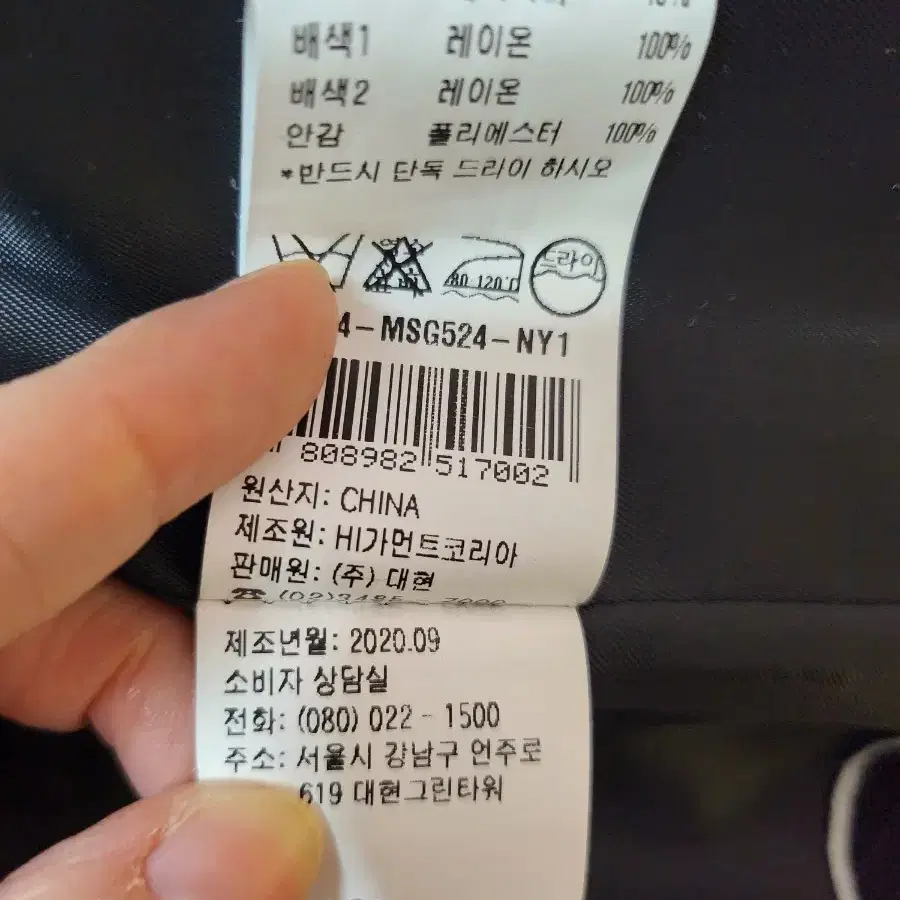 배색1 레이온 100%
배색2 레이온 100%
안감 폴리에스터 100%
*반드시 단독 드라이 하시오
80 120℃
드라이
4-MSG524-NY1
808982 517002
원산지: CHINA
제조원: HI가먼트코리아
판매원: (주) 대현
제조년월: 2020.09
소비자 상담실
전화: (080) 022 - 1500
주소: 서울시 강남구 언주로
619 대현그린타워